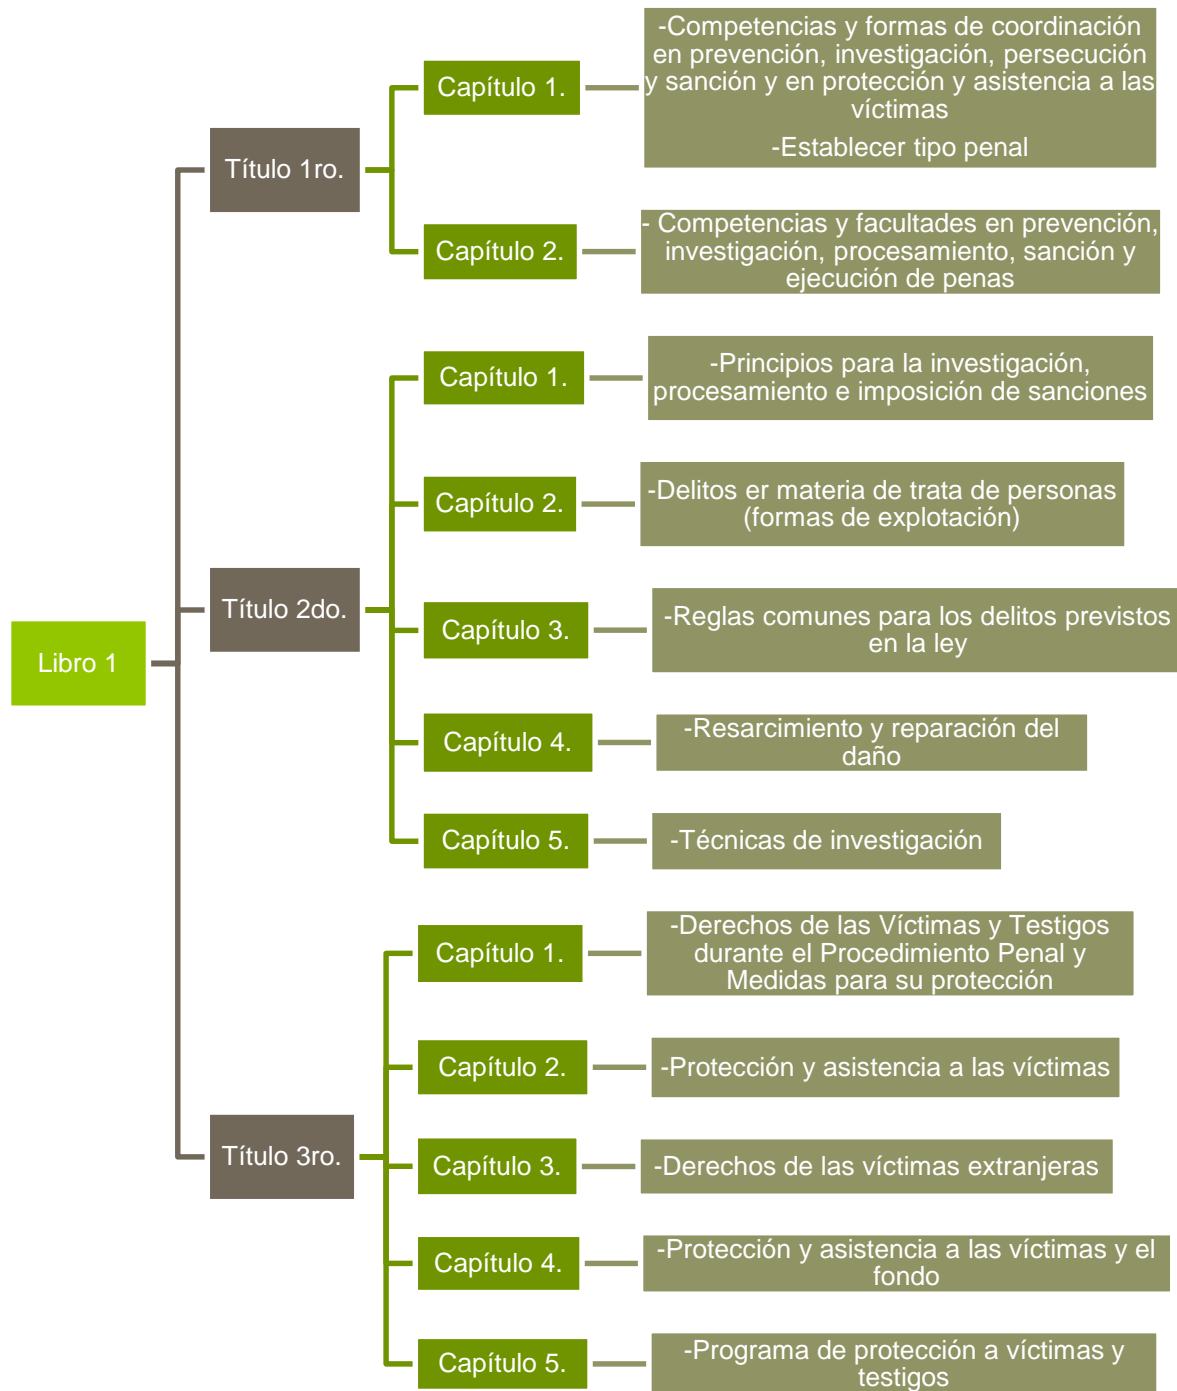 Libro 1
Título 1ro.
Capítulo 1.
-Competencias y formas de coordinación
en prevención, investigación, persecución
y sanción y en protección y asistencia a las
víctimas
-Establecer tipo penal
Capítulo 2.
- Competencias y facultades en prevención,
investigación, procesamiento, sanción y
ejecución de penas
Título 2do.
Capítulo 1.
-Principios para la investigación,
procesamiento e imposición de sanciones
Capítulo 2.
-Delitos er materia de trata de personas
(formas de explotación)
Capítulo 3.
-Reglas comunes para los delitos previstos
en la ley
Capítulo 4.
-Resarcimiento y reparación del
daño
Capítulo 5.
-Técnicas de investigación
Título 3ro.
Capítulo 1.
-Derechos de las Víctimas y Testigos
durante el Procedimiento Penal y
Medidas para su protección
Capítulo 2.
-Protección y asistencia a las víctimas
Capítulo 3.
-Derechos de las víctimas extranjeras
Capítulo 4.
-Protección y asistencia a las víctimas y el
fondo
Capítulo 5.
-Programa de protección a víctimas y
testigos